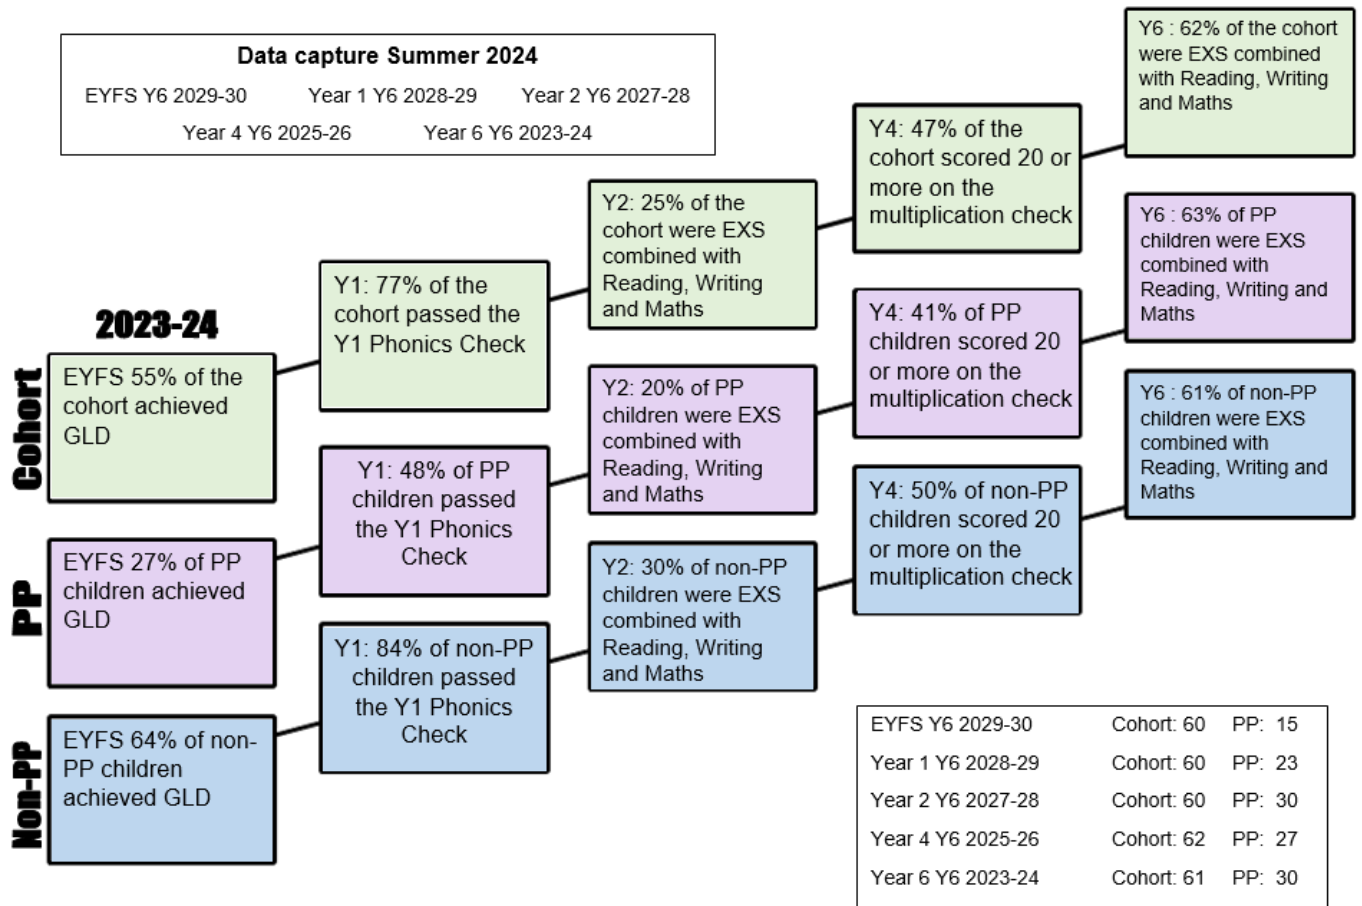 Data capture Summer 2024
EYFS Y6 2029-30 Year 1 Y6 2028-29 Year 2 Y6 2027-28
Year 4 Y6 2025-26 Year 6 Y6 2023-24
2023-24
Cohort
EYFS 55% of the
cohort achieved
GLD
Y1: 77% of the
cohort passed the
Y1 Phonics Check
Y2: 25% of the
cohort were EXS
combined with
Reading, Writing
and Maths
Y4: 47% of the
cohort scored 20 or
more on the
multiplication check
Y6 : 62% of the cohort
were EXS combined
with Reading, Writing
and Maths
PP
EYFS 27% of PP
children achieved
GLD
Y1: 48% of PP
children passed
the Y1 Phonics
Check
Y2: 20% of PP
children were EXS
combined with
Reading, Writing
and Maths
Y4: 41% of PP
children scored 20
or more on the
multiplication check
Y6 : 63% of PP
children were EXS
combined with
Reading, Writing and
Maths
Non-PP
EYFS 64% of non-
PP children
achieved GLD
Y1: 84% of non-PP
children passed
the Y1 Phonics
Check
Y2: 30% of non-PP
children were EXS
combined with
Reading, Writing
and Maths
Y4: 50% of non-PP
children scored 20
or more on the
multiplication check
Y6 : 61% of non-PP
children were EXS
combined with
Reading, Writing and
Maths
EYFS Y6 2029-30 Cohort: 60 PP: 15
Year 1 Y6 2028-29 Cohort: 60 PP: 23
Year 2 Y6 2027-28 Cohort: 60 PP: 30
Year 4 Y6 2025-26 Cohort: 62 PP: 27
Year 6 Y6 2023-24 Cohort: 61 PP: 30